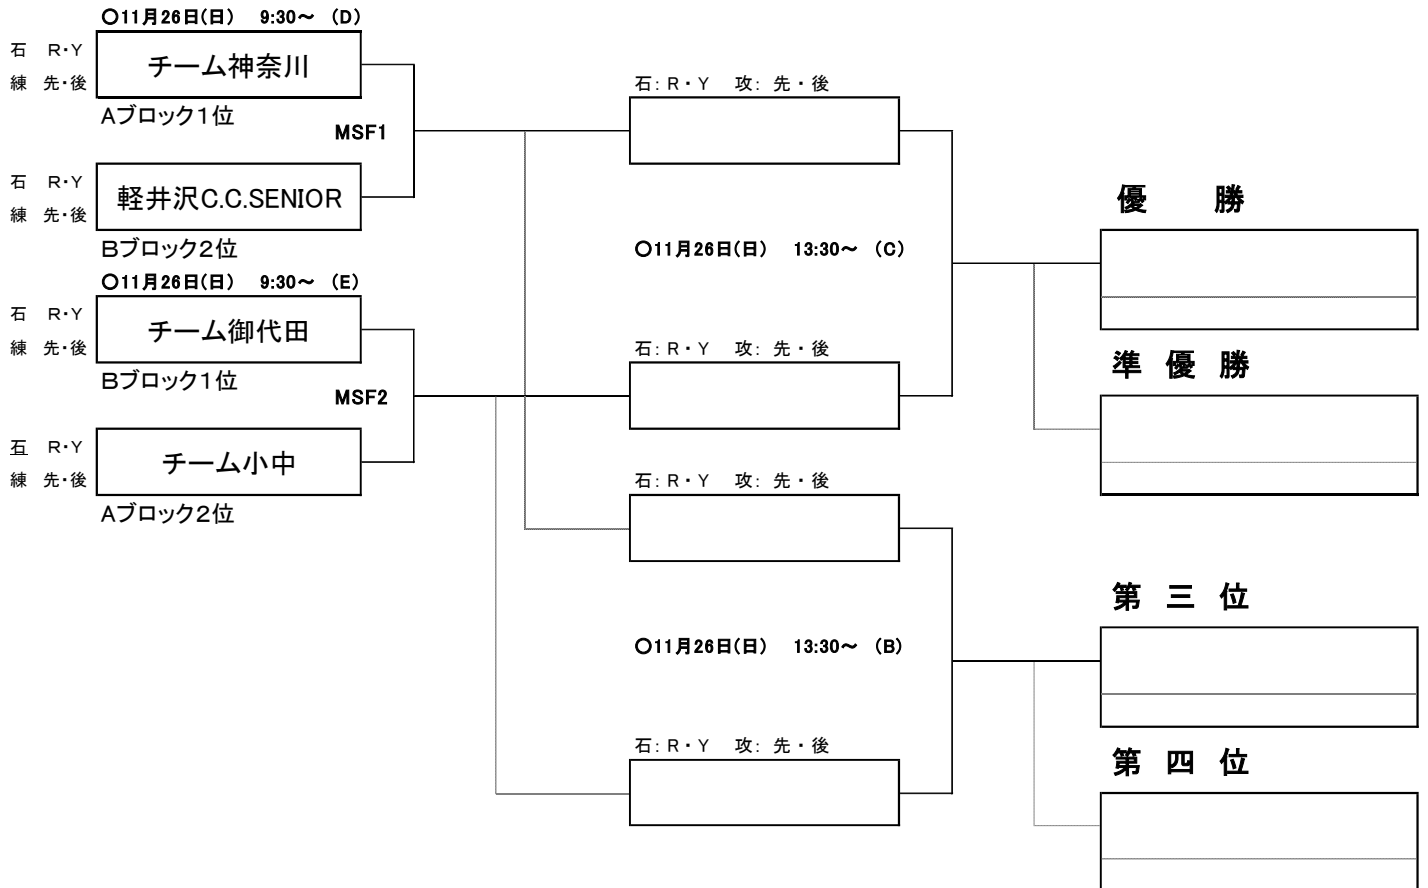 〇11月26日(日) 9:30～ (D)
石 R・Y
練 先・後
チーム神奈川
Aブロック1位
MSF1
石 R・Y
練 先・後
軽井沢C.C.SENIOR
Bブロック2位
〇11月26日(日) 9:30～ (E)
石 R・Y
練 先・後
チーム御代田
Bブロック1位
MSF2
石 R・Y
練 先・後
チーム小中
Aブロック2位
石：R・Y 攻：先・後
〇11月26日(日) 13:30～ (C)
石：R・Y 攻：先・後
石：R・Y 攻：先・後
〇11月26日(日) 13:30～ (B)
石：R・Y 攻：先・後
優 勝
準 優 勝
第 三 位
第 四 位